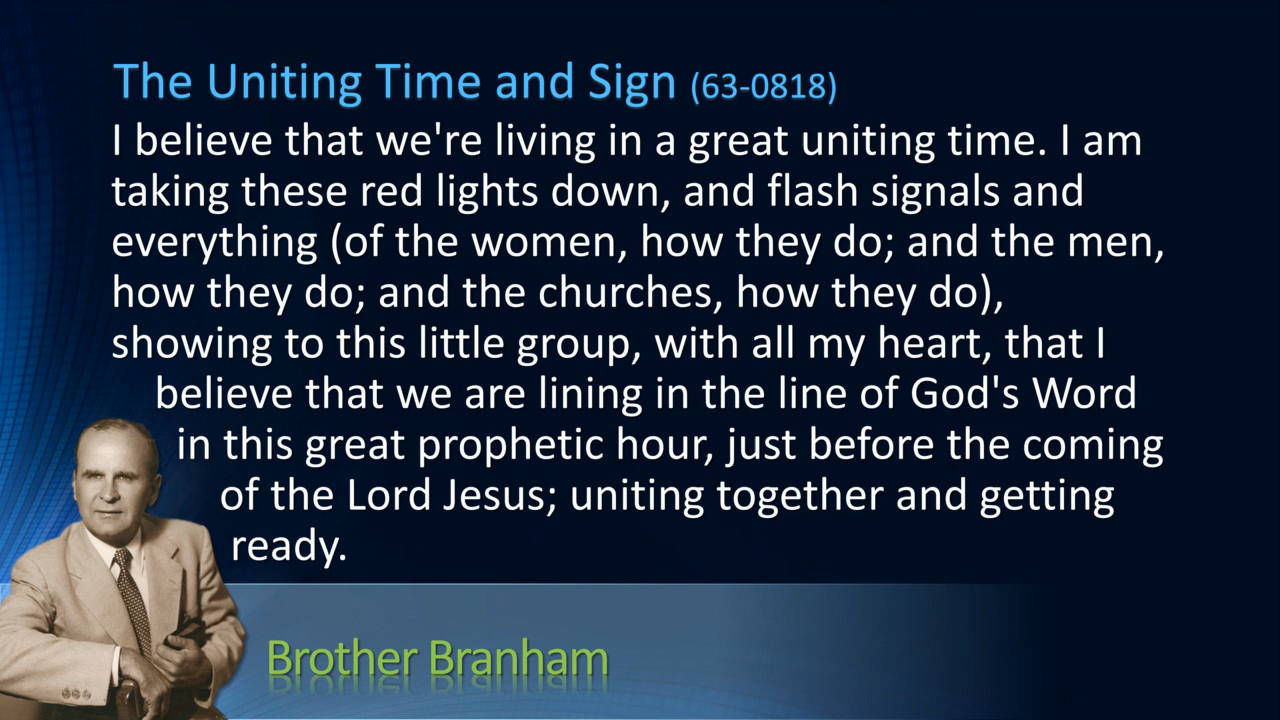 The Uniting Time and Sign (63-0818)
I believe that we're living in a great uniting time. I am
taking these red lights down, and flash signals and
everything (of the women, how they do; and the men,
how they do; and the churches, how they do),
showing to this little group, with all my heart, that I
believe that we are lining in the line of God's Word
in this great prophetic hour, just before the coming
of the Lord Jesus; uniting together and getting
ready.
Brother Branham